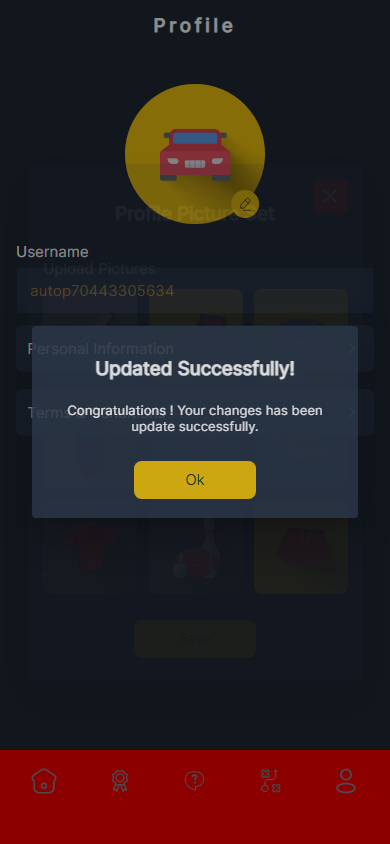 Profile
Profile Picture Set
Username
Upload Pictures
autop70443305634
Personal Information
Updated Successfully!
Congratulations ! Your changes has been
update successfully.
Ok
Save